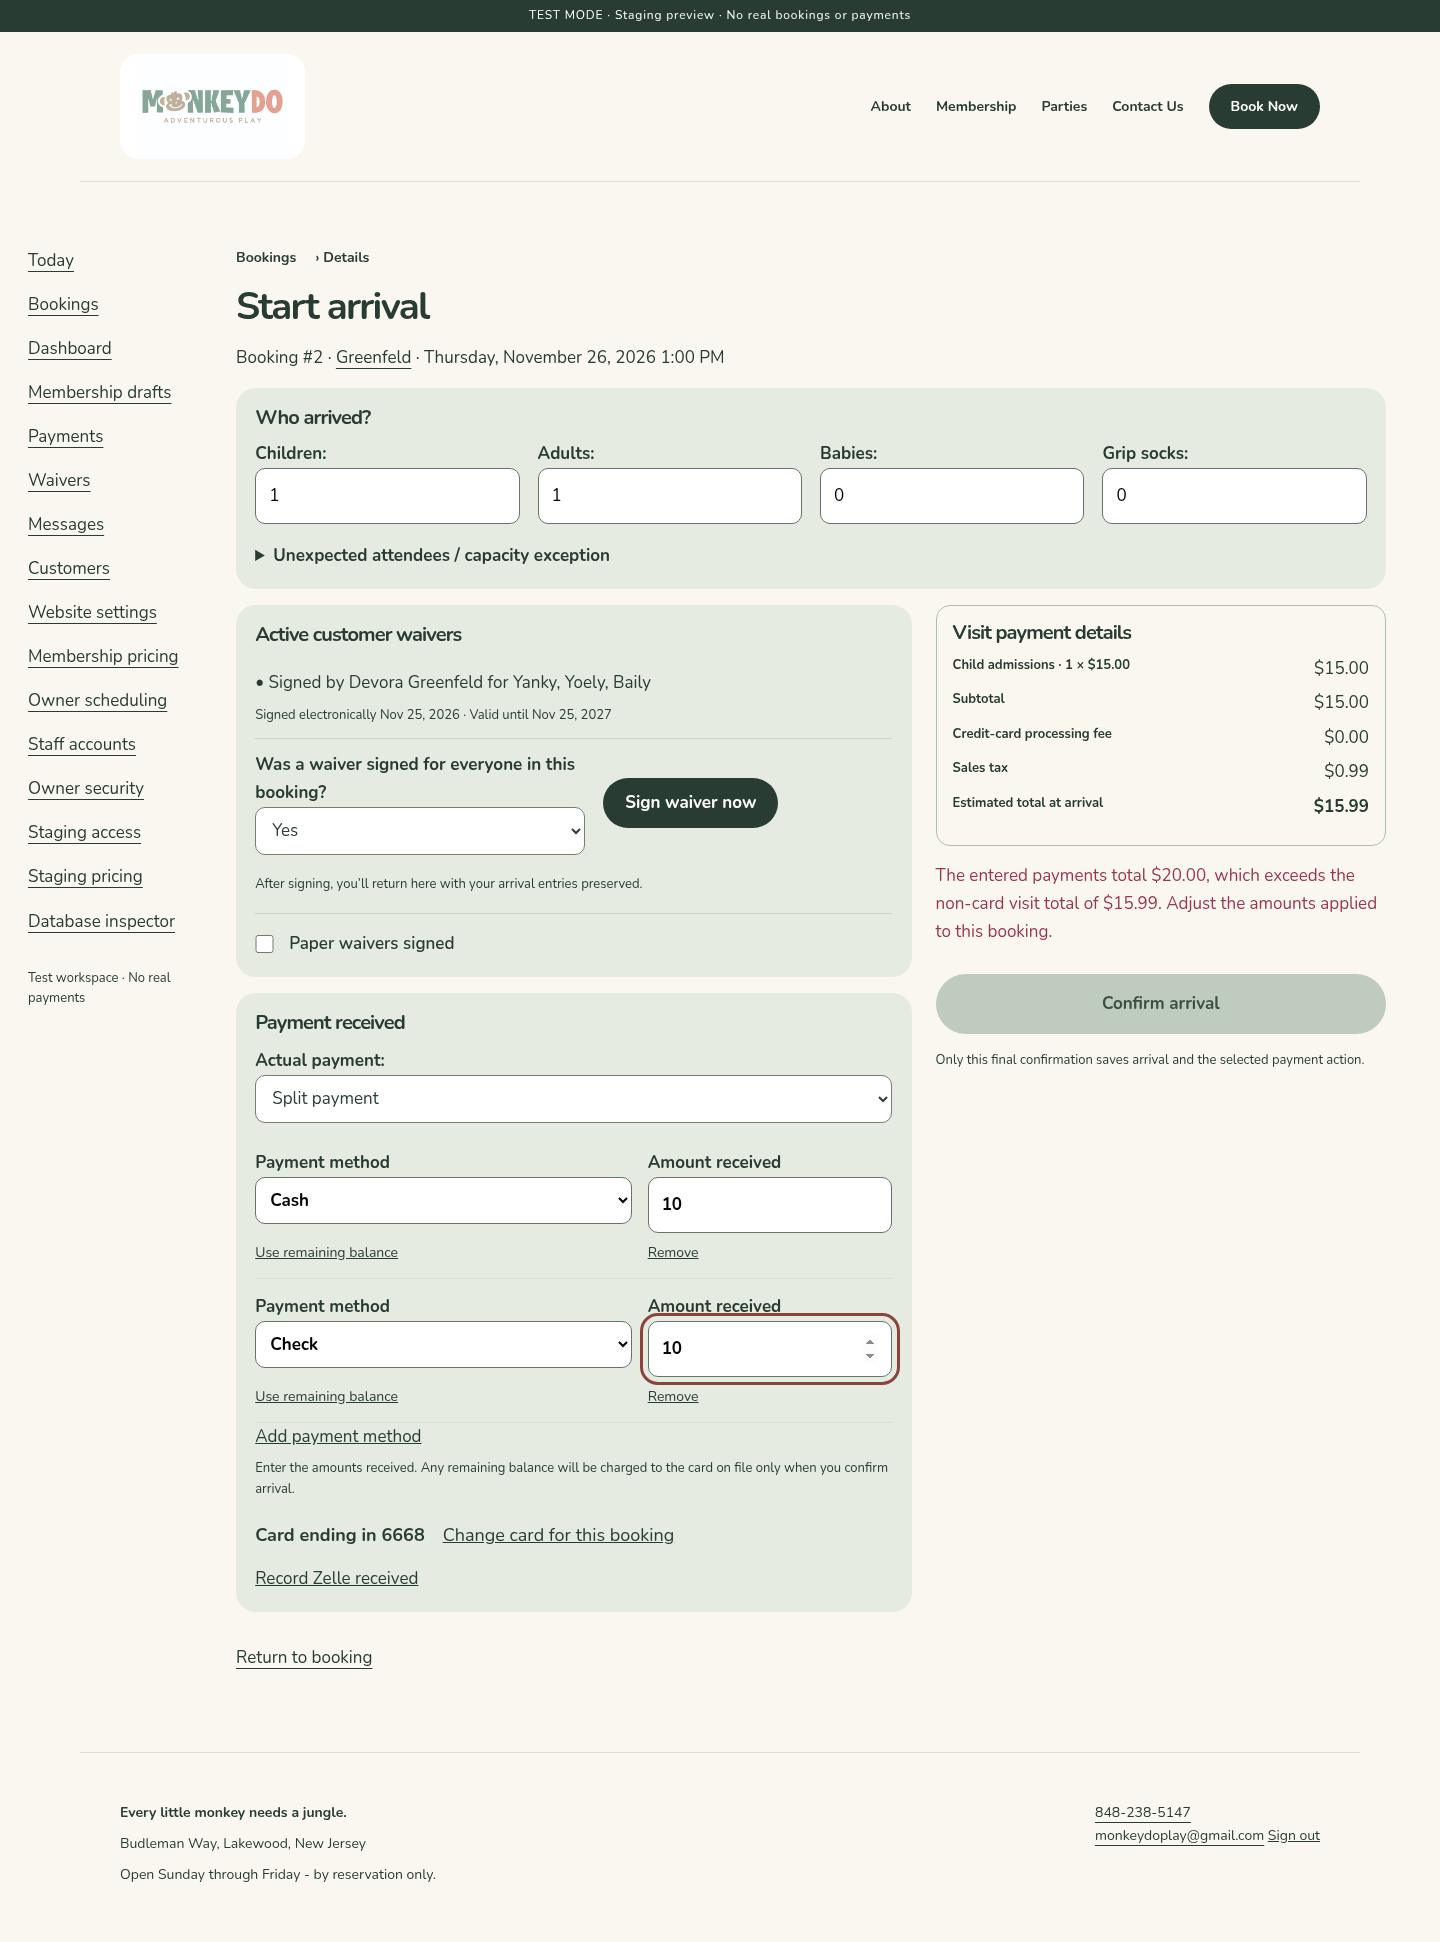 TEST MODE · Staging preview · No real bookings or payments
MONKEYDO
ADVENTUROUS PLAY
About Membership Parties Contact Us Book Now
Today
Bookings
Dashboard
Membership drafts
Payments
Waivers
Messages
Customers
Website settings
Membership pricing
Owner scheduling
Staff accounts
Owner security
Staging access
Staging pricing
Database inspector
Test workspace · No real
payments
Bookings › Details
Start arrival
Booking #2 · Greenfeld · Thursday, November 26, 2026 1:00 PM
Who arrived?
Children: Adults: Babies: Grip socks:
1 1 0 0
▶ Unexpected attendees / capacity exception
Active customer waivers
• Signed by Devora Greenfeld for Yanky, Yoely, Baily
Signed electronically Nov 25, 2026 · Valid until Nov 25, 2027
Was a waiver signed for everyone in this
booking?
Yes
Sign waiver now
After signing, you’ll return here with your arrival entries preserved.
Paper waivers signed
Payment received
Actual payment:
Split payment
Payment method Amount received
Cash 10
Use remaining balance Remove
Payment method Amount received
Check 10
Use remaining balance Remove
Add payment method
Enter the amounts received. Any remaining balance will be charged to the card on file only when you confirm
arrival.
Card ending in 6668 Change card for this booking
Record Zelle received
Visit payment details
Child admissions · 1 × $15.00 $15.00
Subtotal $15.00
Credit-card processing fee $0.00
Sales tax $0.99
Estimated total at arrival $15.99
The entered payments total $20.00, which exceeds the
non-card visit total of $15.99. Adjust the amounts applied
to this booking.
Confirm arrival
Only this final confirmation saves arrival and the selected payment action.
Return to booking
Every little monkey needs a jungle.
Budleman Way, Lakewood, New Jersey
Open Sunday through Friday - by reservation only.
848-238-5147
monkeydoplay@gmail.com Sign out